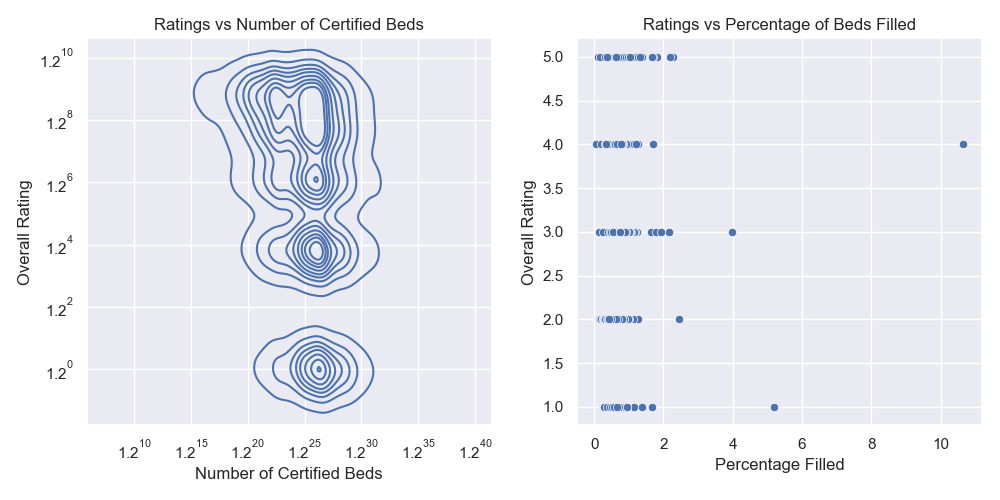 Ratings vs Number of Certified Beds
Overall Rating
1.2^10
1.2^8
1.2^6
1.2^4
1.2^2
1.2^0
1.2^10 1.2^15 1.2^20 1.2^25 1.2^30 1.2^35 1.2^40
Number of Certified Beds
Ratings vs Percentage of Beds Filled
Overall Rating
5.0
4.5
4.0
3.5
3.0
2.5
2.0
1.5
1.0
0 2 4 6 8 10
Percentage Filled